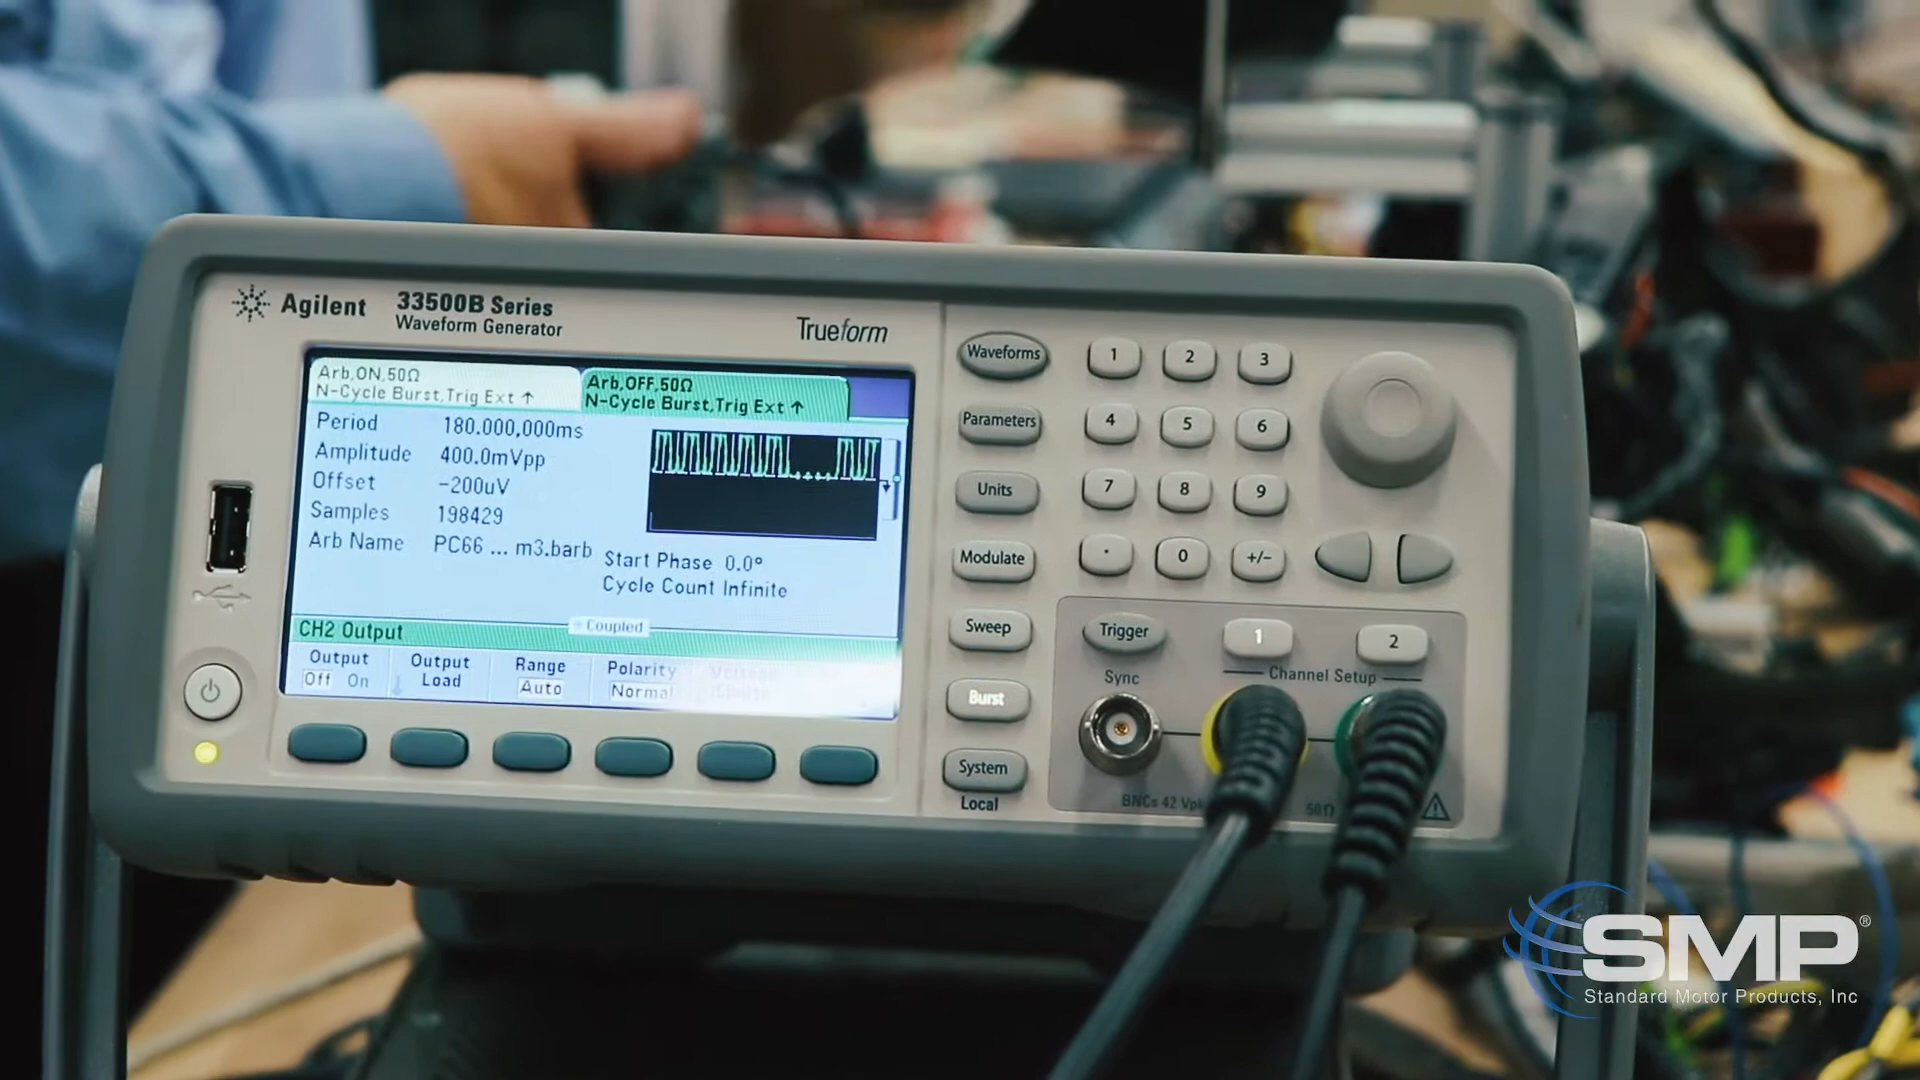 Agilent
33500B Series
Waveform Generator
Trueform
Arb,ON,50Ω
N-Cycle Burst,Trig Ext ↑
Arb,OFF,50Ω
N-Cycle Burst,Trig Ext ↑
Period 180.000,000ms
Amplitude 400.0mVpp
Offset -200uV
Samples 198429
Arb Name PC66 ... m3.barb
Start Phase 0.0°
Cycle Count Infinite
Coupled
CH2 Output
Output
Off On
Output
Load
Range
Auto
Polarity
Normal
Waveforms
Parameters
Units
Modulate
Sweep
Burst
System
Local
1 2 3
4 5 6
7 8 9
. 0 +/−
Trigger
1
2
Channel Setup
Sync
BNCs 42 Vpk
50Ω
SMP®
Standard Motor Products, Inc